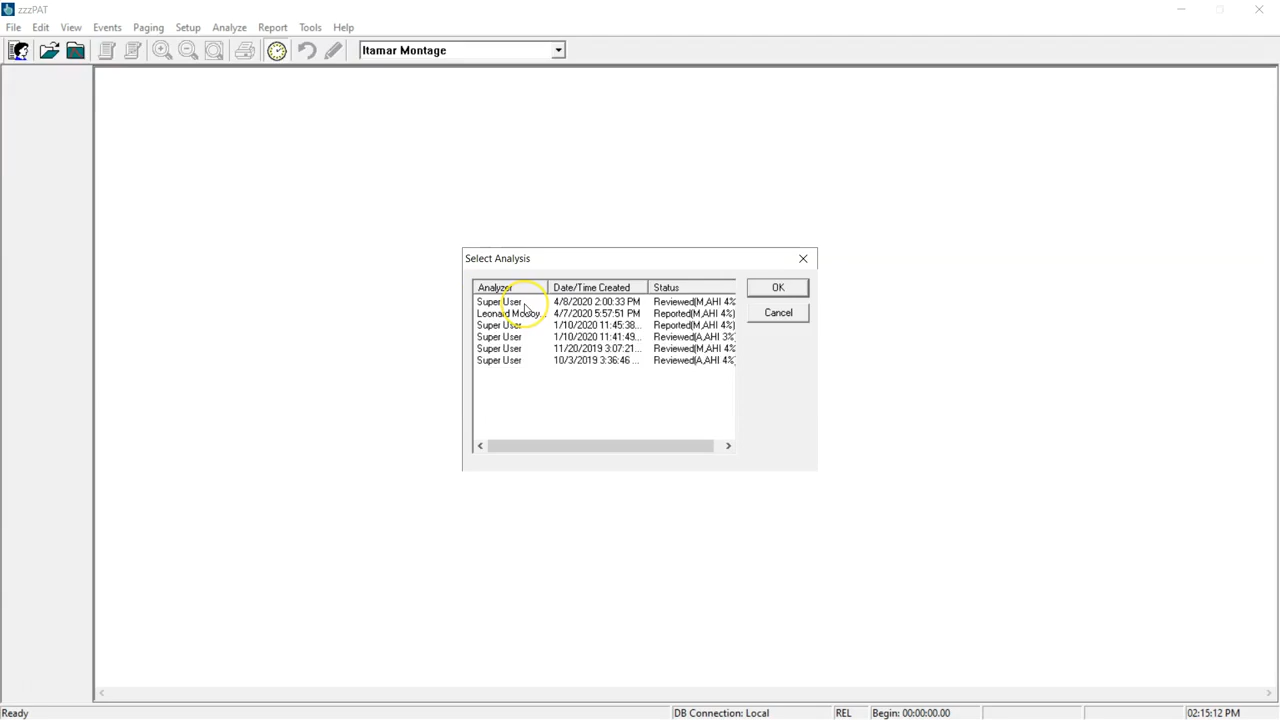 zzzPAT
File Edit View Events Paging Setup Analyze Report Tools Help
Itamar Montage
Select Analysis
Analyzer Date/Time Created Status
Super User 4/8/2020 2:00:33 PM Reviewed(M,AHI 4%
Leonard McCoy... 4/7/2020 5:57:51 PM Reported(M,AHI 4%)
Super User 1/10/2020 11:45:38... Reported(M,AHI 4%)
Super User 1/10/2020 11:41:49... Reviewed(A,AHI 3%)
Super User 11/20/2019 3:07:21... Reviewed(M,AHI 4%
Super User 10/3/2019 3:36:46 ... Reviewed(A,AHI 4%)
OK
Cancel
Ready DB Connection: Local REL Begin: 00:00:00.00 02:15:12 PM